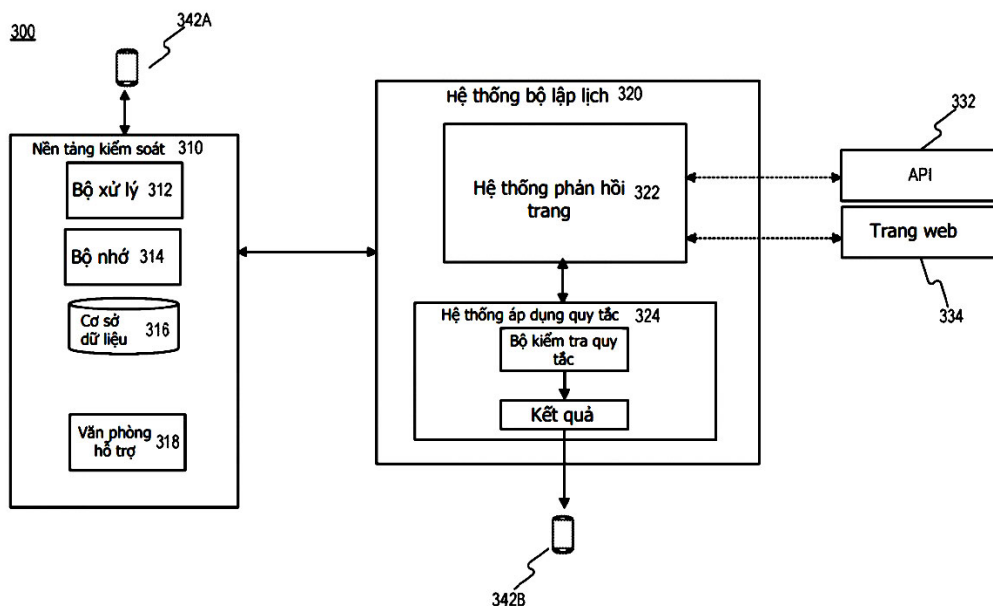 300
342A
Nền tảng kiểm soát 310
Bộ xử lý 312
Bộ nhớ 314
Cơ sở
dữ liệu 316
Văn phòng
hỗ trợ 318
Hệ thống bộ lập lịch 320
Hệ thống phản hồi
trang 322
Hệ thống áp dụng quy tắc 324
Bộ kiểm tra quy
tắc
Kết quả
342B
332
API
Trang web
334